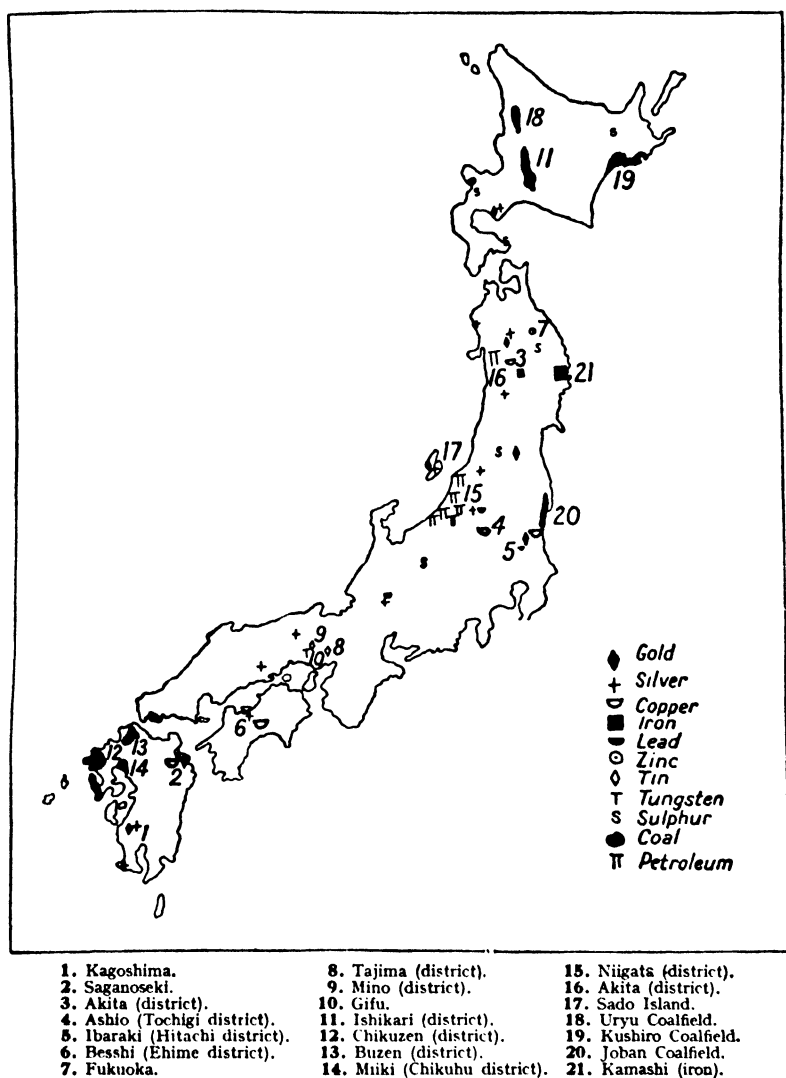 18
11
19
S
S
S
7
S
3
16
21
17
S
15
20
4
5
S
9
8
6
12
13
14
2
1
Gold
Silver
Copper
Iron
Lead
Zinc
Tin
T Tungsten
S Sulphur
Coal
Petroleum
1. Kagoshima.
2. Saganoseki.
3. Akita (district).
4. Ashio (Tochigi district).
5. Ibaraki (Hitachi district).
6. Besshi (Ehime district).
7. Fukuoka.
8. Tajima (district).
9. Mino (district).
10. Gifu.
11. Ishikari (district).
12. Chikuzen (district).
13. Buzen (district).
14. Miiki (Chikuhu district).
15. Niigata (district).
16. Akita (district).
17. Sado Island.
18. Uryu Coalfield.
19. Kushiro Coalfield.
20. Joban Coalfield.
21. Kamashi (iron).